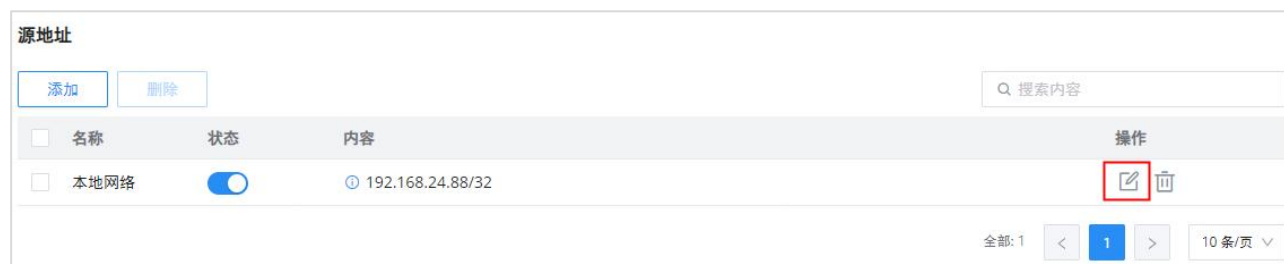 源地址
添加 删除 搜索内容
名称 状态 内容 操作
本地网络 192.168.24.88/32
全部: 1 < 1 > 10 条/页